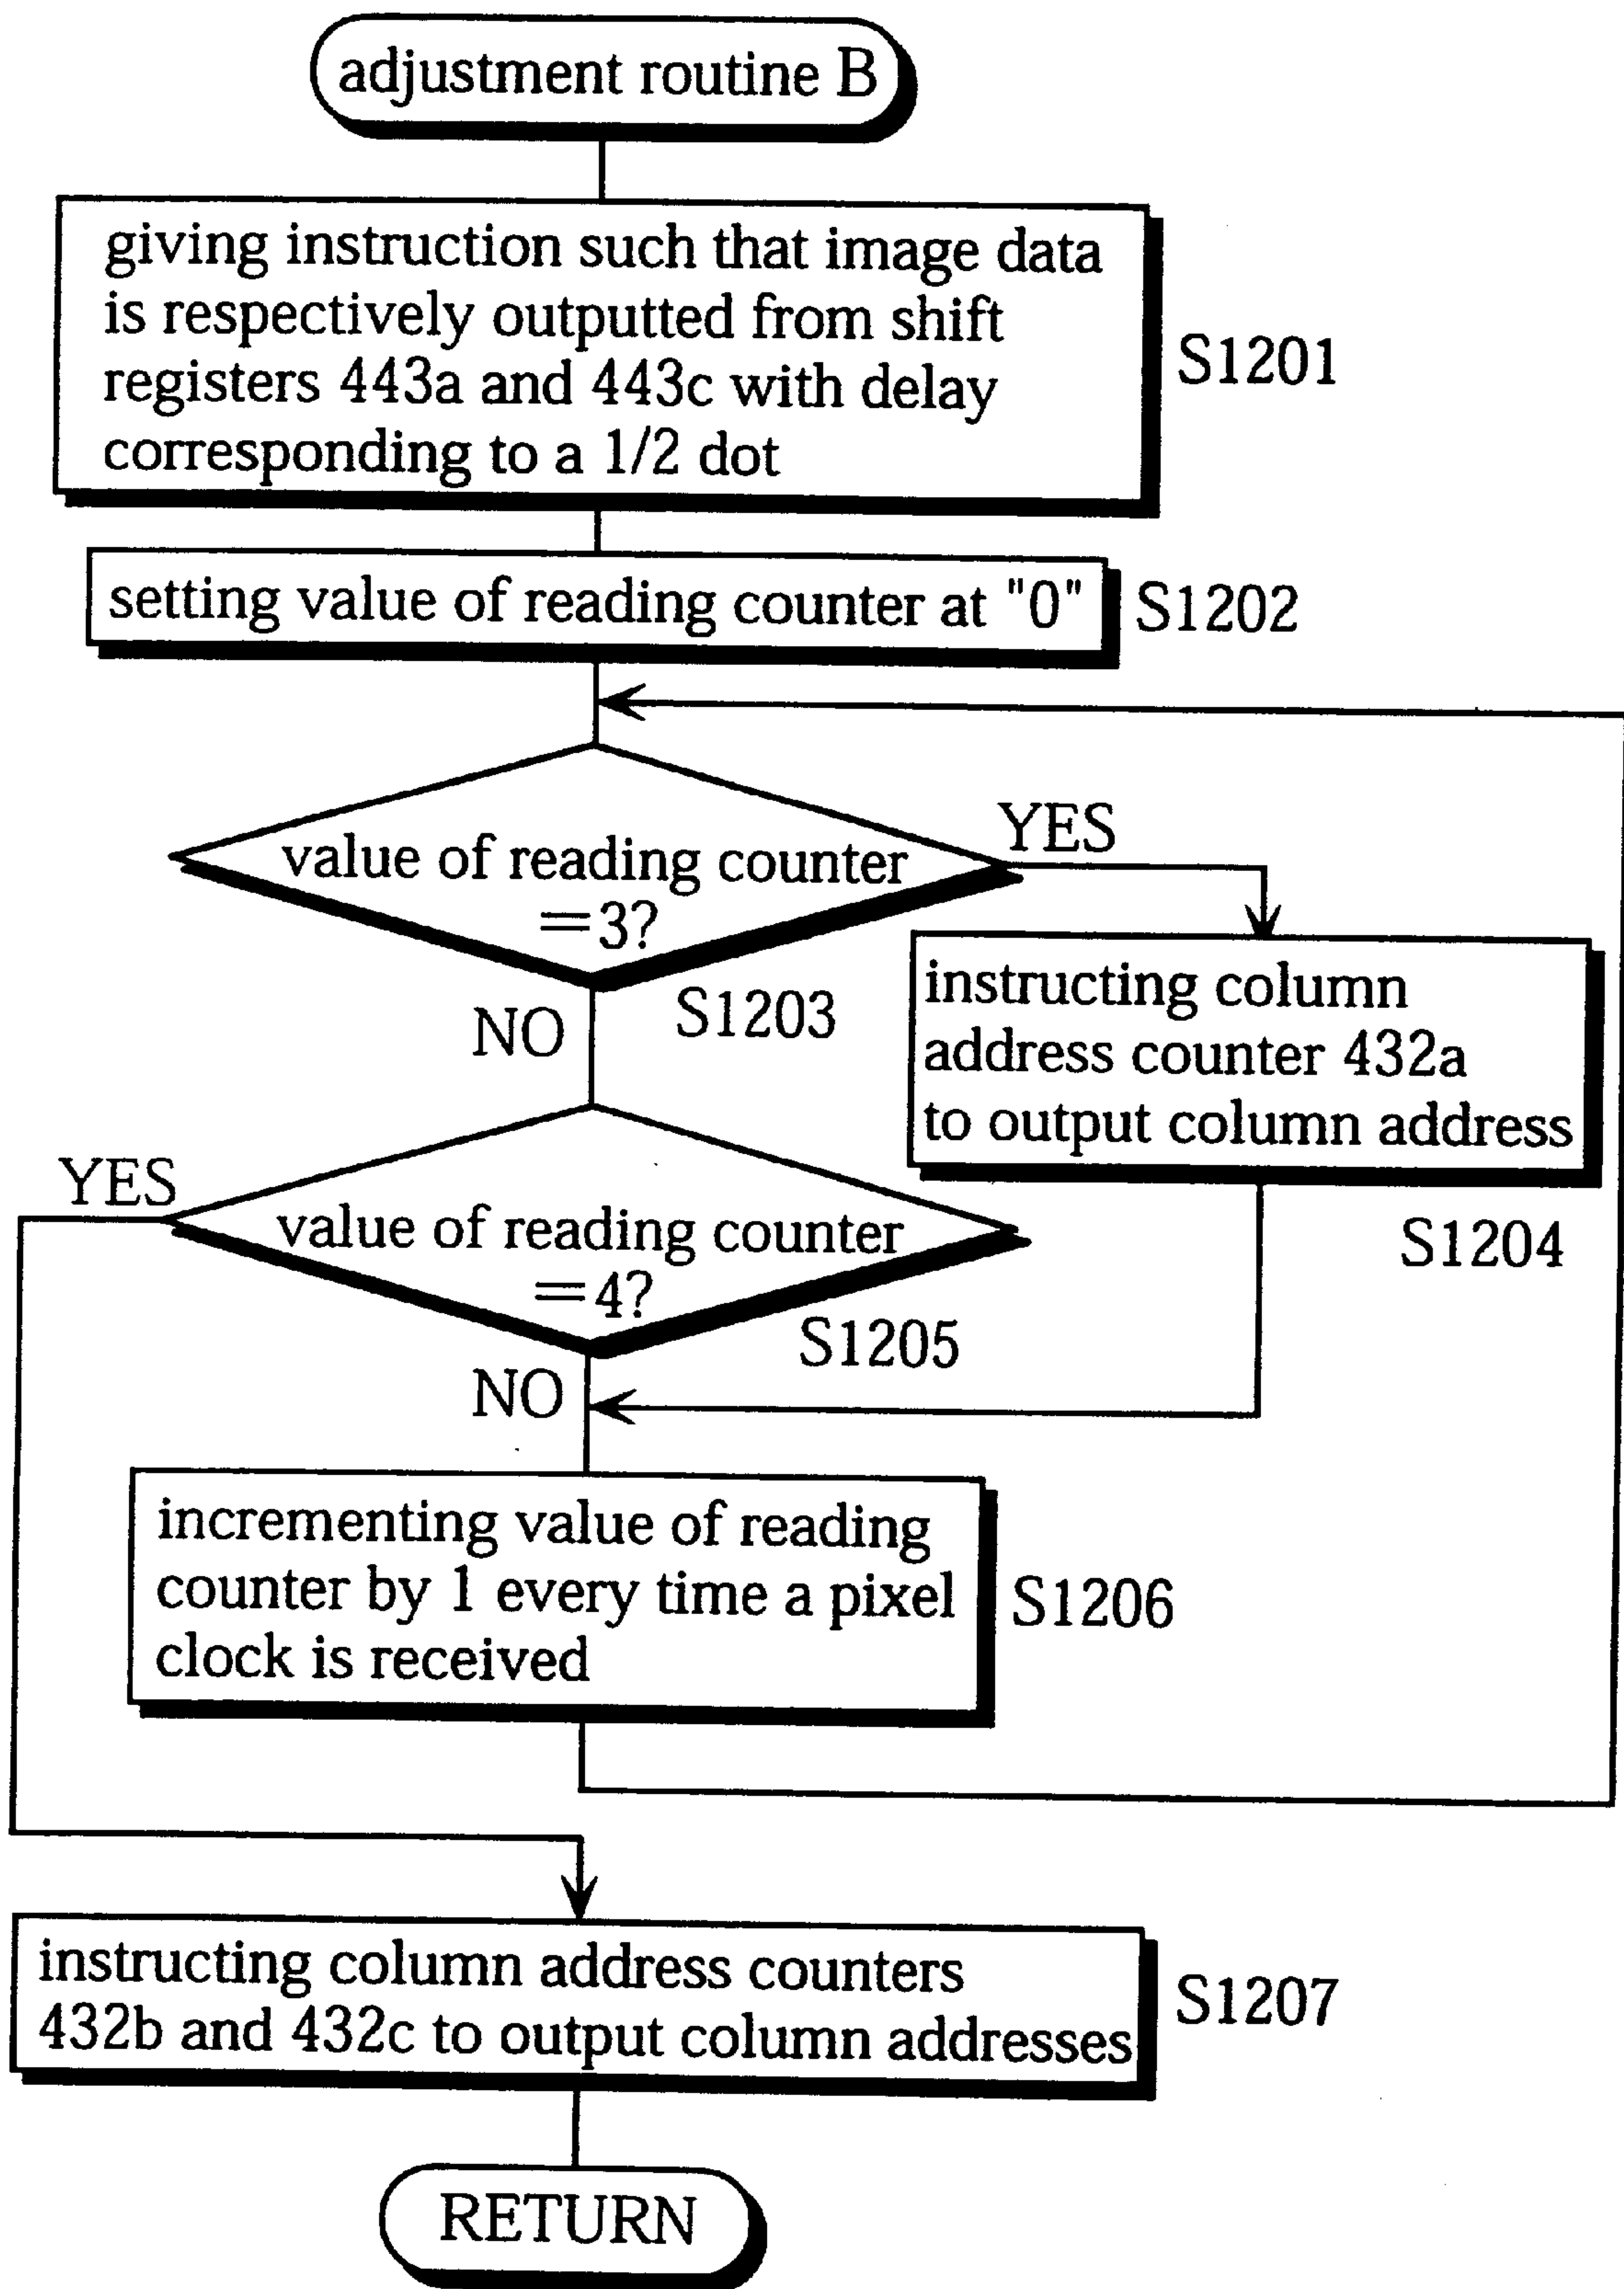 adjustment routine B
giving instruction such that image data
is respectively outputted from shift
registers 443a and 443c with delay
corresponding to a 1/2 dot
S1201
setting value of reading counter at "0"
S1202
value of reading counter
=3?
YES
NO
S1203
instructing column
address counter 432a
to output column address
S1204
YES
value of reading counter
=4?
S1205
NO
incrementing value of reading
counter by 1 every time a pixel
clock is received
S1206
instructing column address counters
432b and 432c to output column addresses
S1207
RETURN